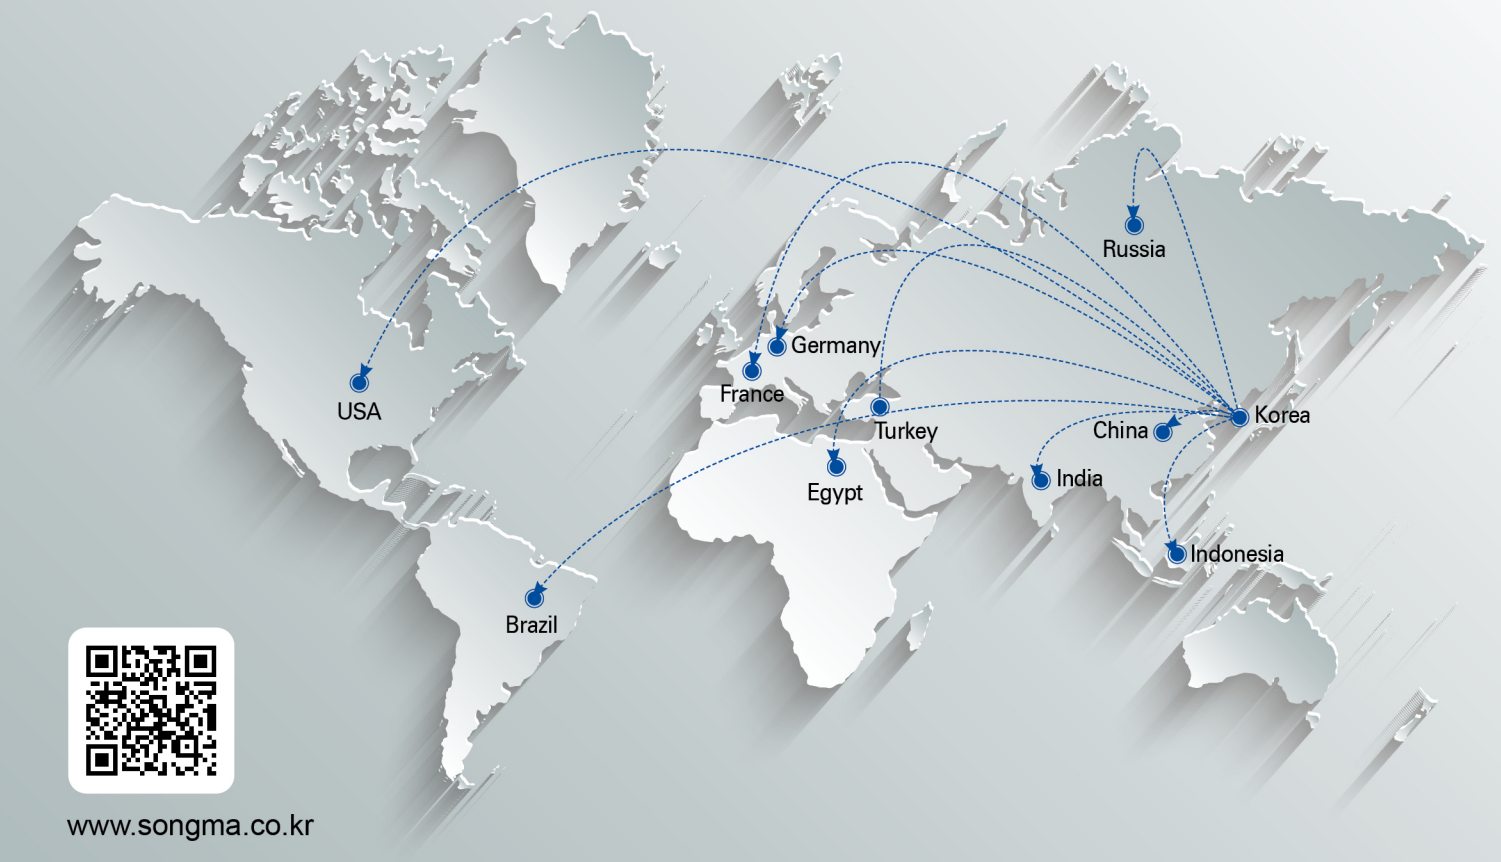 Russia
Germany
France
USA
Turkey
Korea
China
India
Egypt
Indonesia
Brazil
www.songma.co.kr